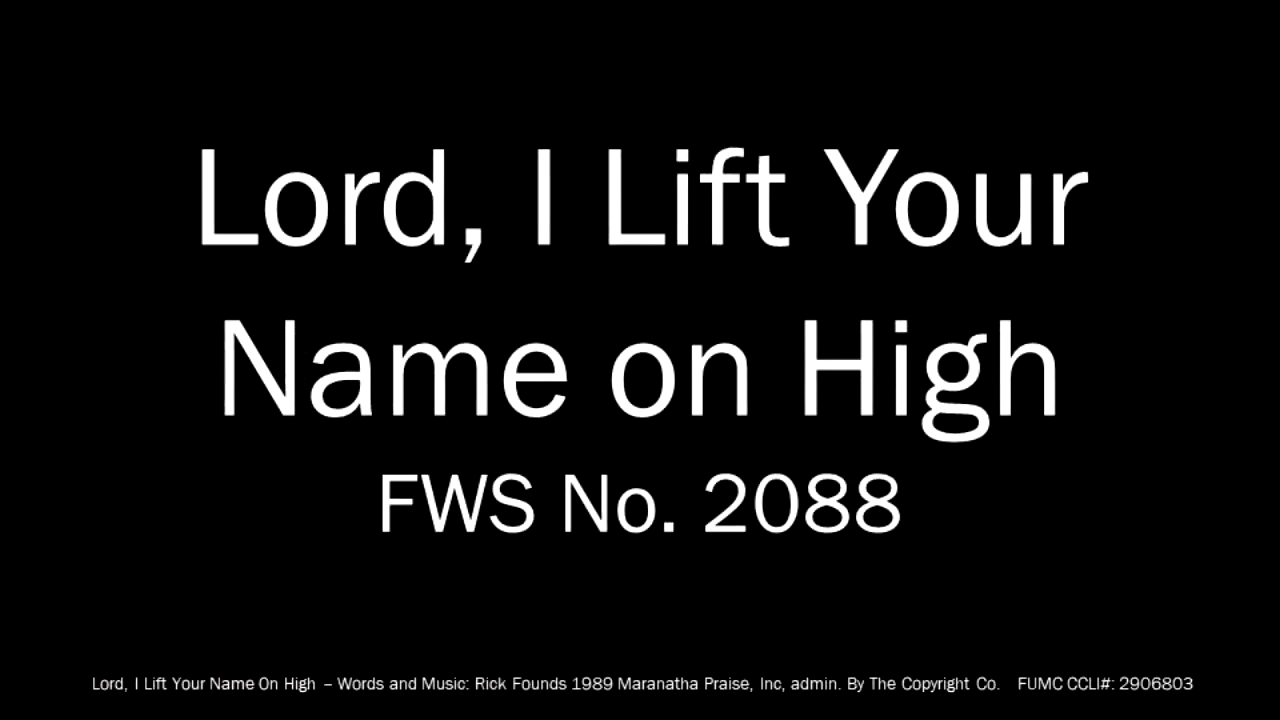 Lord, I Lift Your
Name on High
FWS No. 2088
Lord, I Lift Your Name On High – Words and Music: Rick Founds 1989 Maranatha Praise, Inc, admin. By The Copyright Co. FUMC CCLI#: 2906803